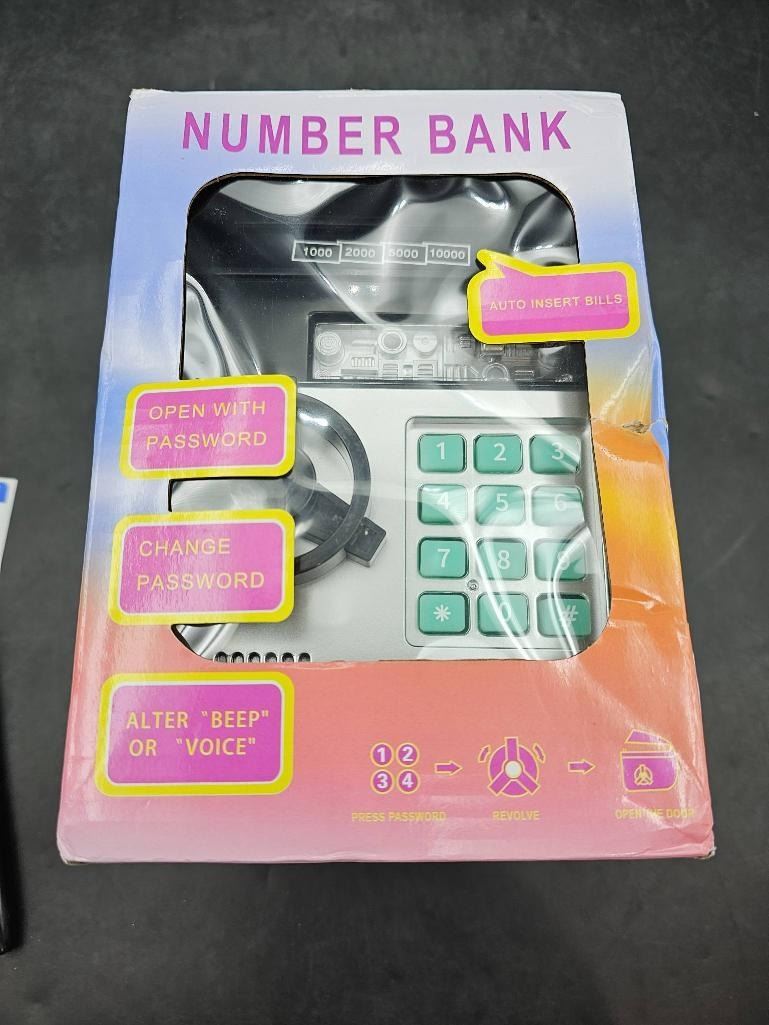 NUMBER BANK
1000 2000 5000 10000
AUTO INSERT BILLS
OPEN WITH
PASSWORD
1 2 3
4 5 6
CHANGE
PASSWORD
7 8 9
* 0 #
ALTER "BEEP"
OR "VOICE"
1 2
3 4
PRESS PASSWORD
REVOLVE
OPEN THE DOOR